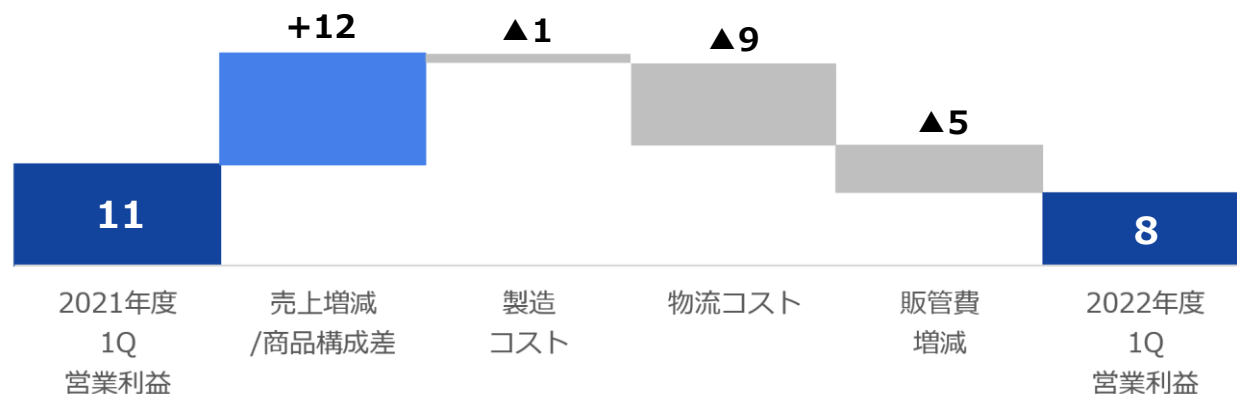 +12
▲1
▲9
▲5
11
8
2021年度
1Q
営業利益
売上増減
/商品構成差
製造
コスト
物流コスト
販管費
増減
2022年度
1Q
営業利益